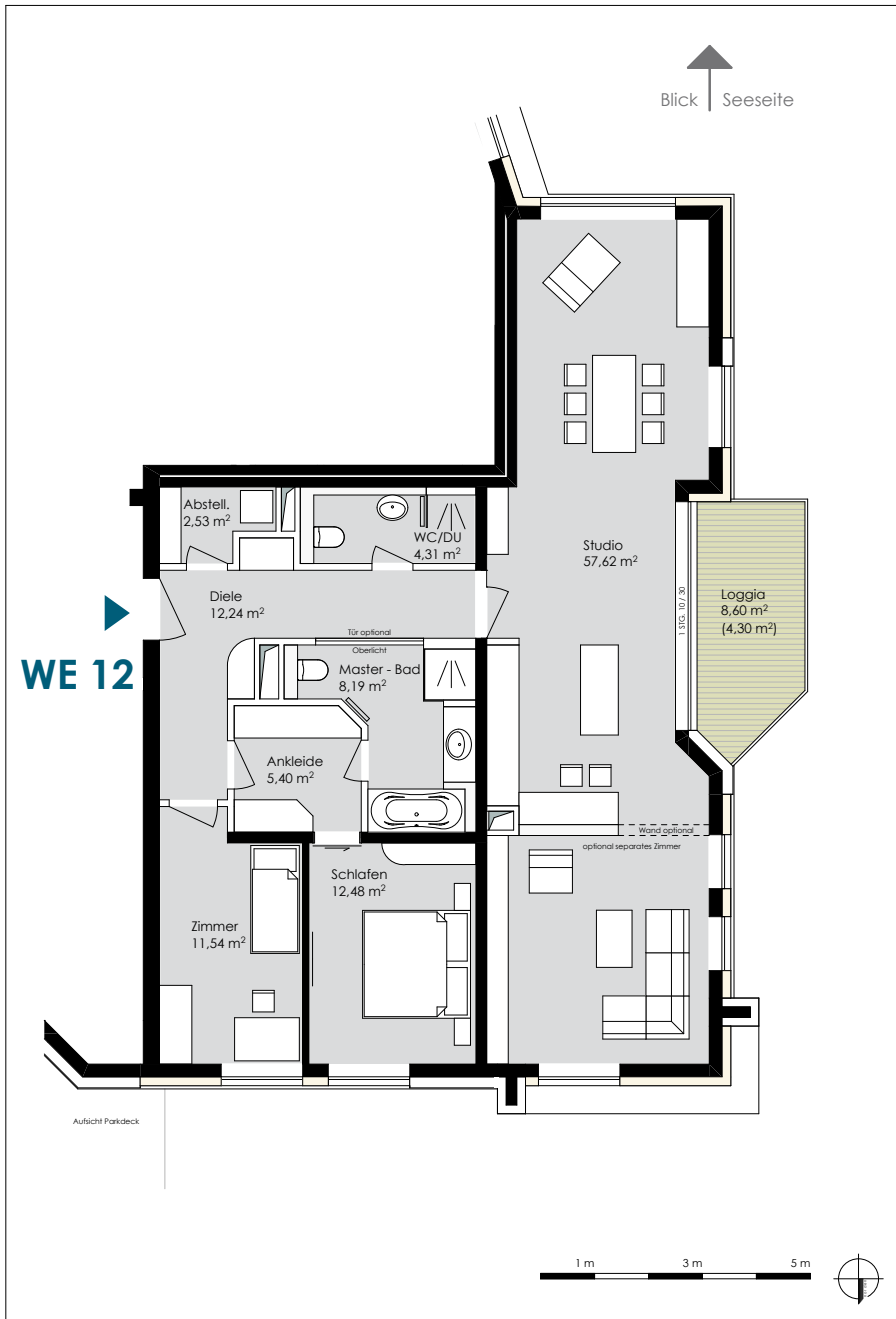 Blick Seeseite
Abstell.
2,53 m²
WC/DU
4,31 m²
Studio
57,62 m²
Diele
12,24 m²
Loggia
8,60 m²
(4,30 m²)
1 STG. 10 / 30
Tür optional
Oberlicht
WE 12
Master - Bad
8,19 m²
Ankleide
5,40 m²
Wand optional
optional separates Zimmer
Schlafen
12,48 m²
Zimmer
11,54 m²
Aufsicht Parkdeck
1 m 3 m 5 m